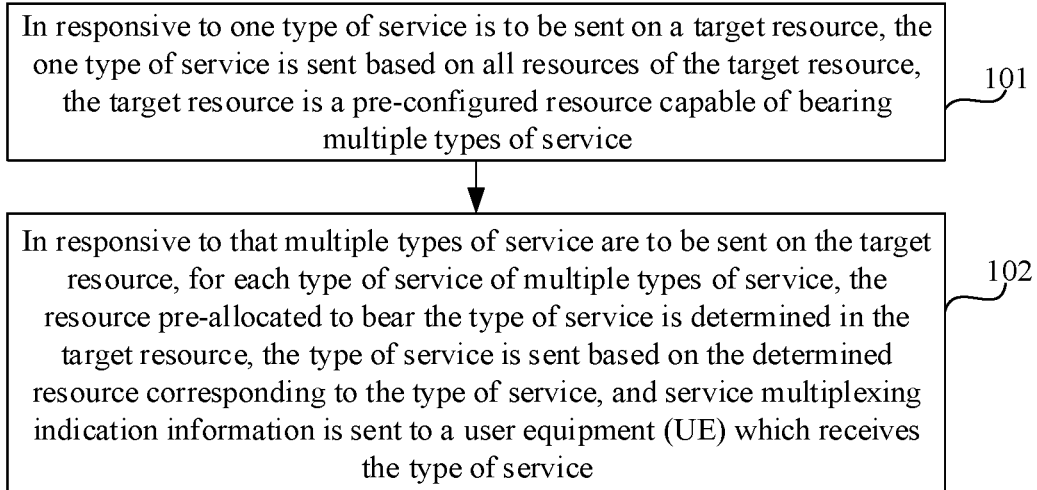 In responsive to one type of service is to be sent on a target resource, the
one type of service is sent based on all resources of the target resource,
the target resource is a pre-configured resource capable of bearing
multiple types of service
101
In responsive to that multiple types of service are to be sent on the target
resource, for each type of service of multiple types of service, the
resource pre-allocated to bear the type of service is determined in the
target resource, the type of service is sent based on the determined
resource corresponding to the type of service, and service multiplexing
indication information is sent to a user equipment (UE) which receives
the type of service
102